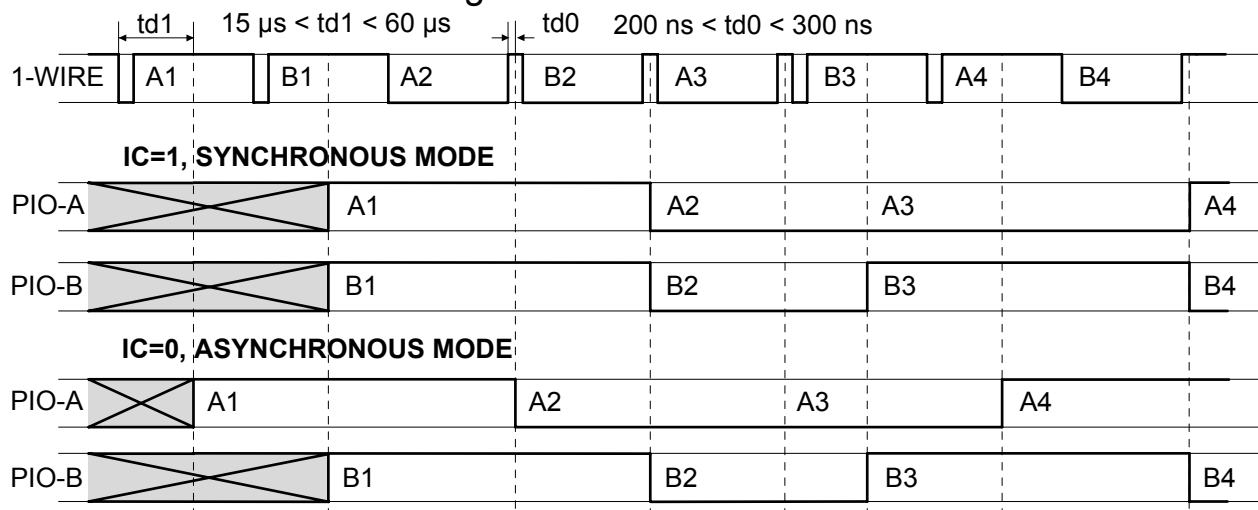 td1 15 µs < td1 < 60 µs td0 200 ns < td0 < 300 ns
1-WIRE A1 B1 A2 B2 A3 B3 A4 B4
IC=1, SYNCHRONOUS MODE
PIO-A A1 A2 A3 A4
PIO-B B1 B2 B3 B4
IC=0, ASYNCHRONOUS MODE
PIO-A A1 A2 A3 A4
PIO-B B1 B2 B3 B4